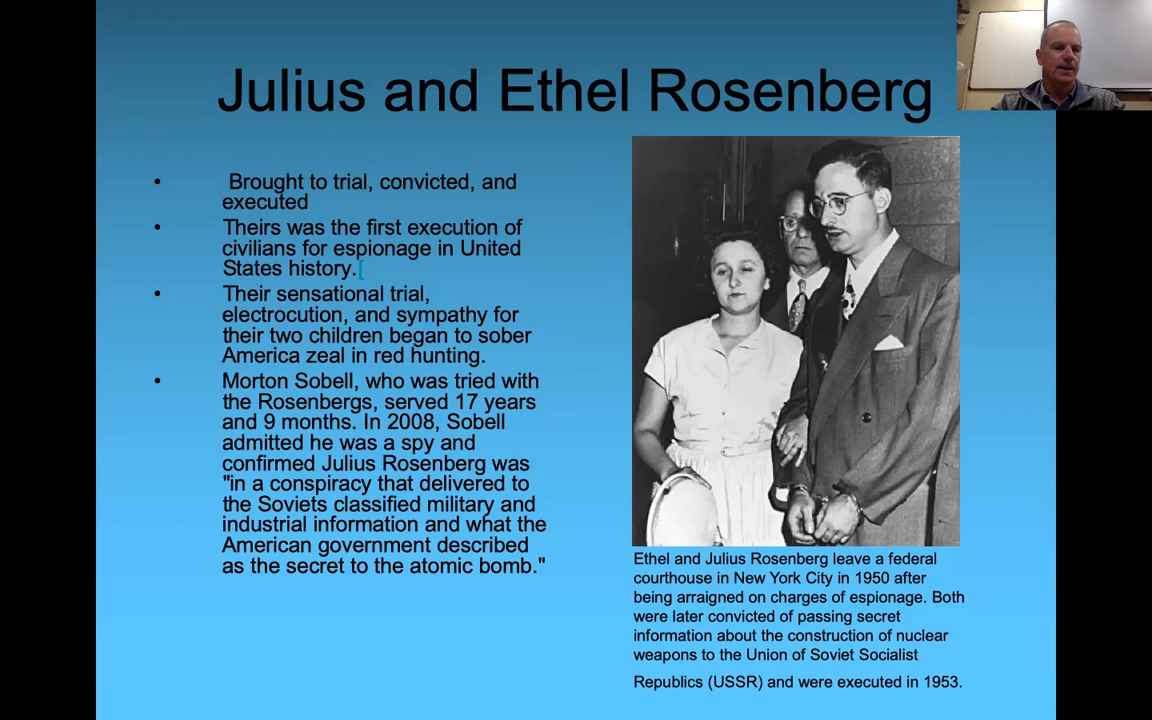 Julius and Ethel Rosenberg
• Brought to trial, convicted, and
executed
• Theirs was the first execution of
civilians for espionage in United
States history.[
• Their sensational trial,
electrocution, and sympathy for
their two children began to sober
America zeal in red hunting.
• Morton Sobell, who was tried with
the Rosenbergs, served 17 years
and 9 months. In 2008, Sobell
admitted he was a spy and
confirmed Julius Rosenberg was
"in a conspiracy that delivered to
the Soviets classified military and
industrial information and what the
American government described
as the secret to the atomic bomb."
Ethel and Julius Rosenberg leave a federal
courthouse in New York City in 1950 after
being arraigned on charges of espionage. Both
were later convicted of passing secret
information about the construction of nuclear
weapons to the Union of Soviet Socialist
Republics (USSR) and were executed in 1953.